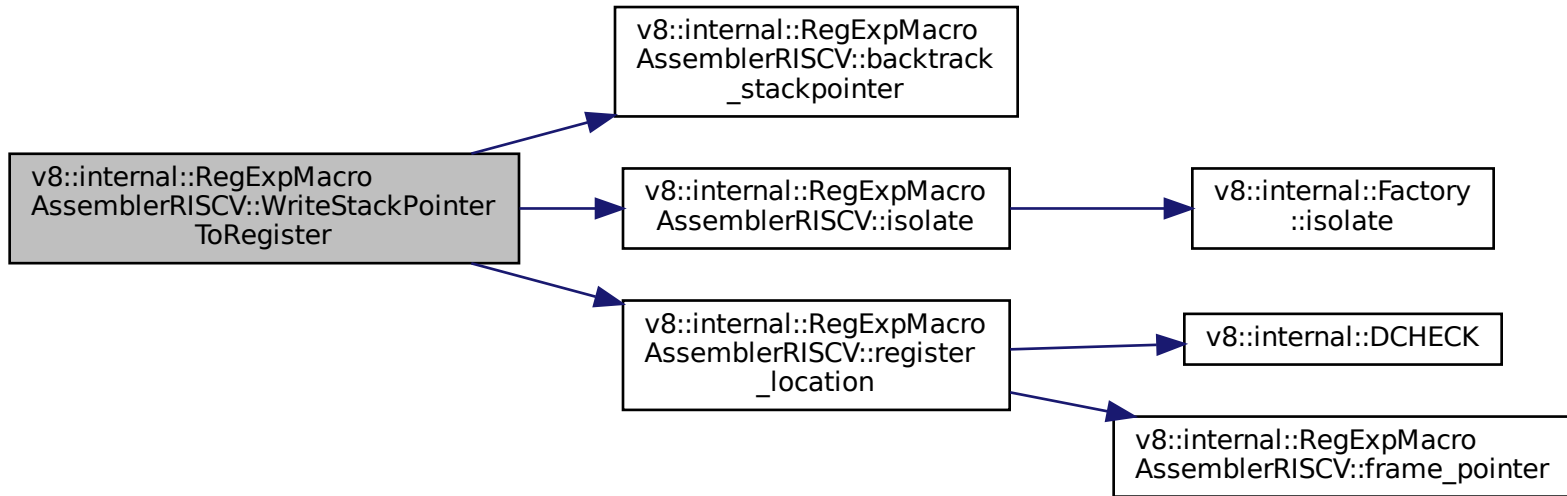 v8::internal::RegExpMacro
AssemblerRISCV::backtrack
_stackpointer
v8::internal::RegExpMacro
AssemblerRISCV::WriteStackPointer
ToRegister
v8::internal::RegExpMacro
AssemblerRISCV::isolate
v8::internal::Factory
::isolate
v8::internal::RegExpMacro
AssemblerRISCV::register
_location
v8::internal::DCHECK
v8::internal::RegExpMacro
AssemblerRISCV::frame_pointer